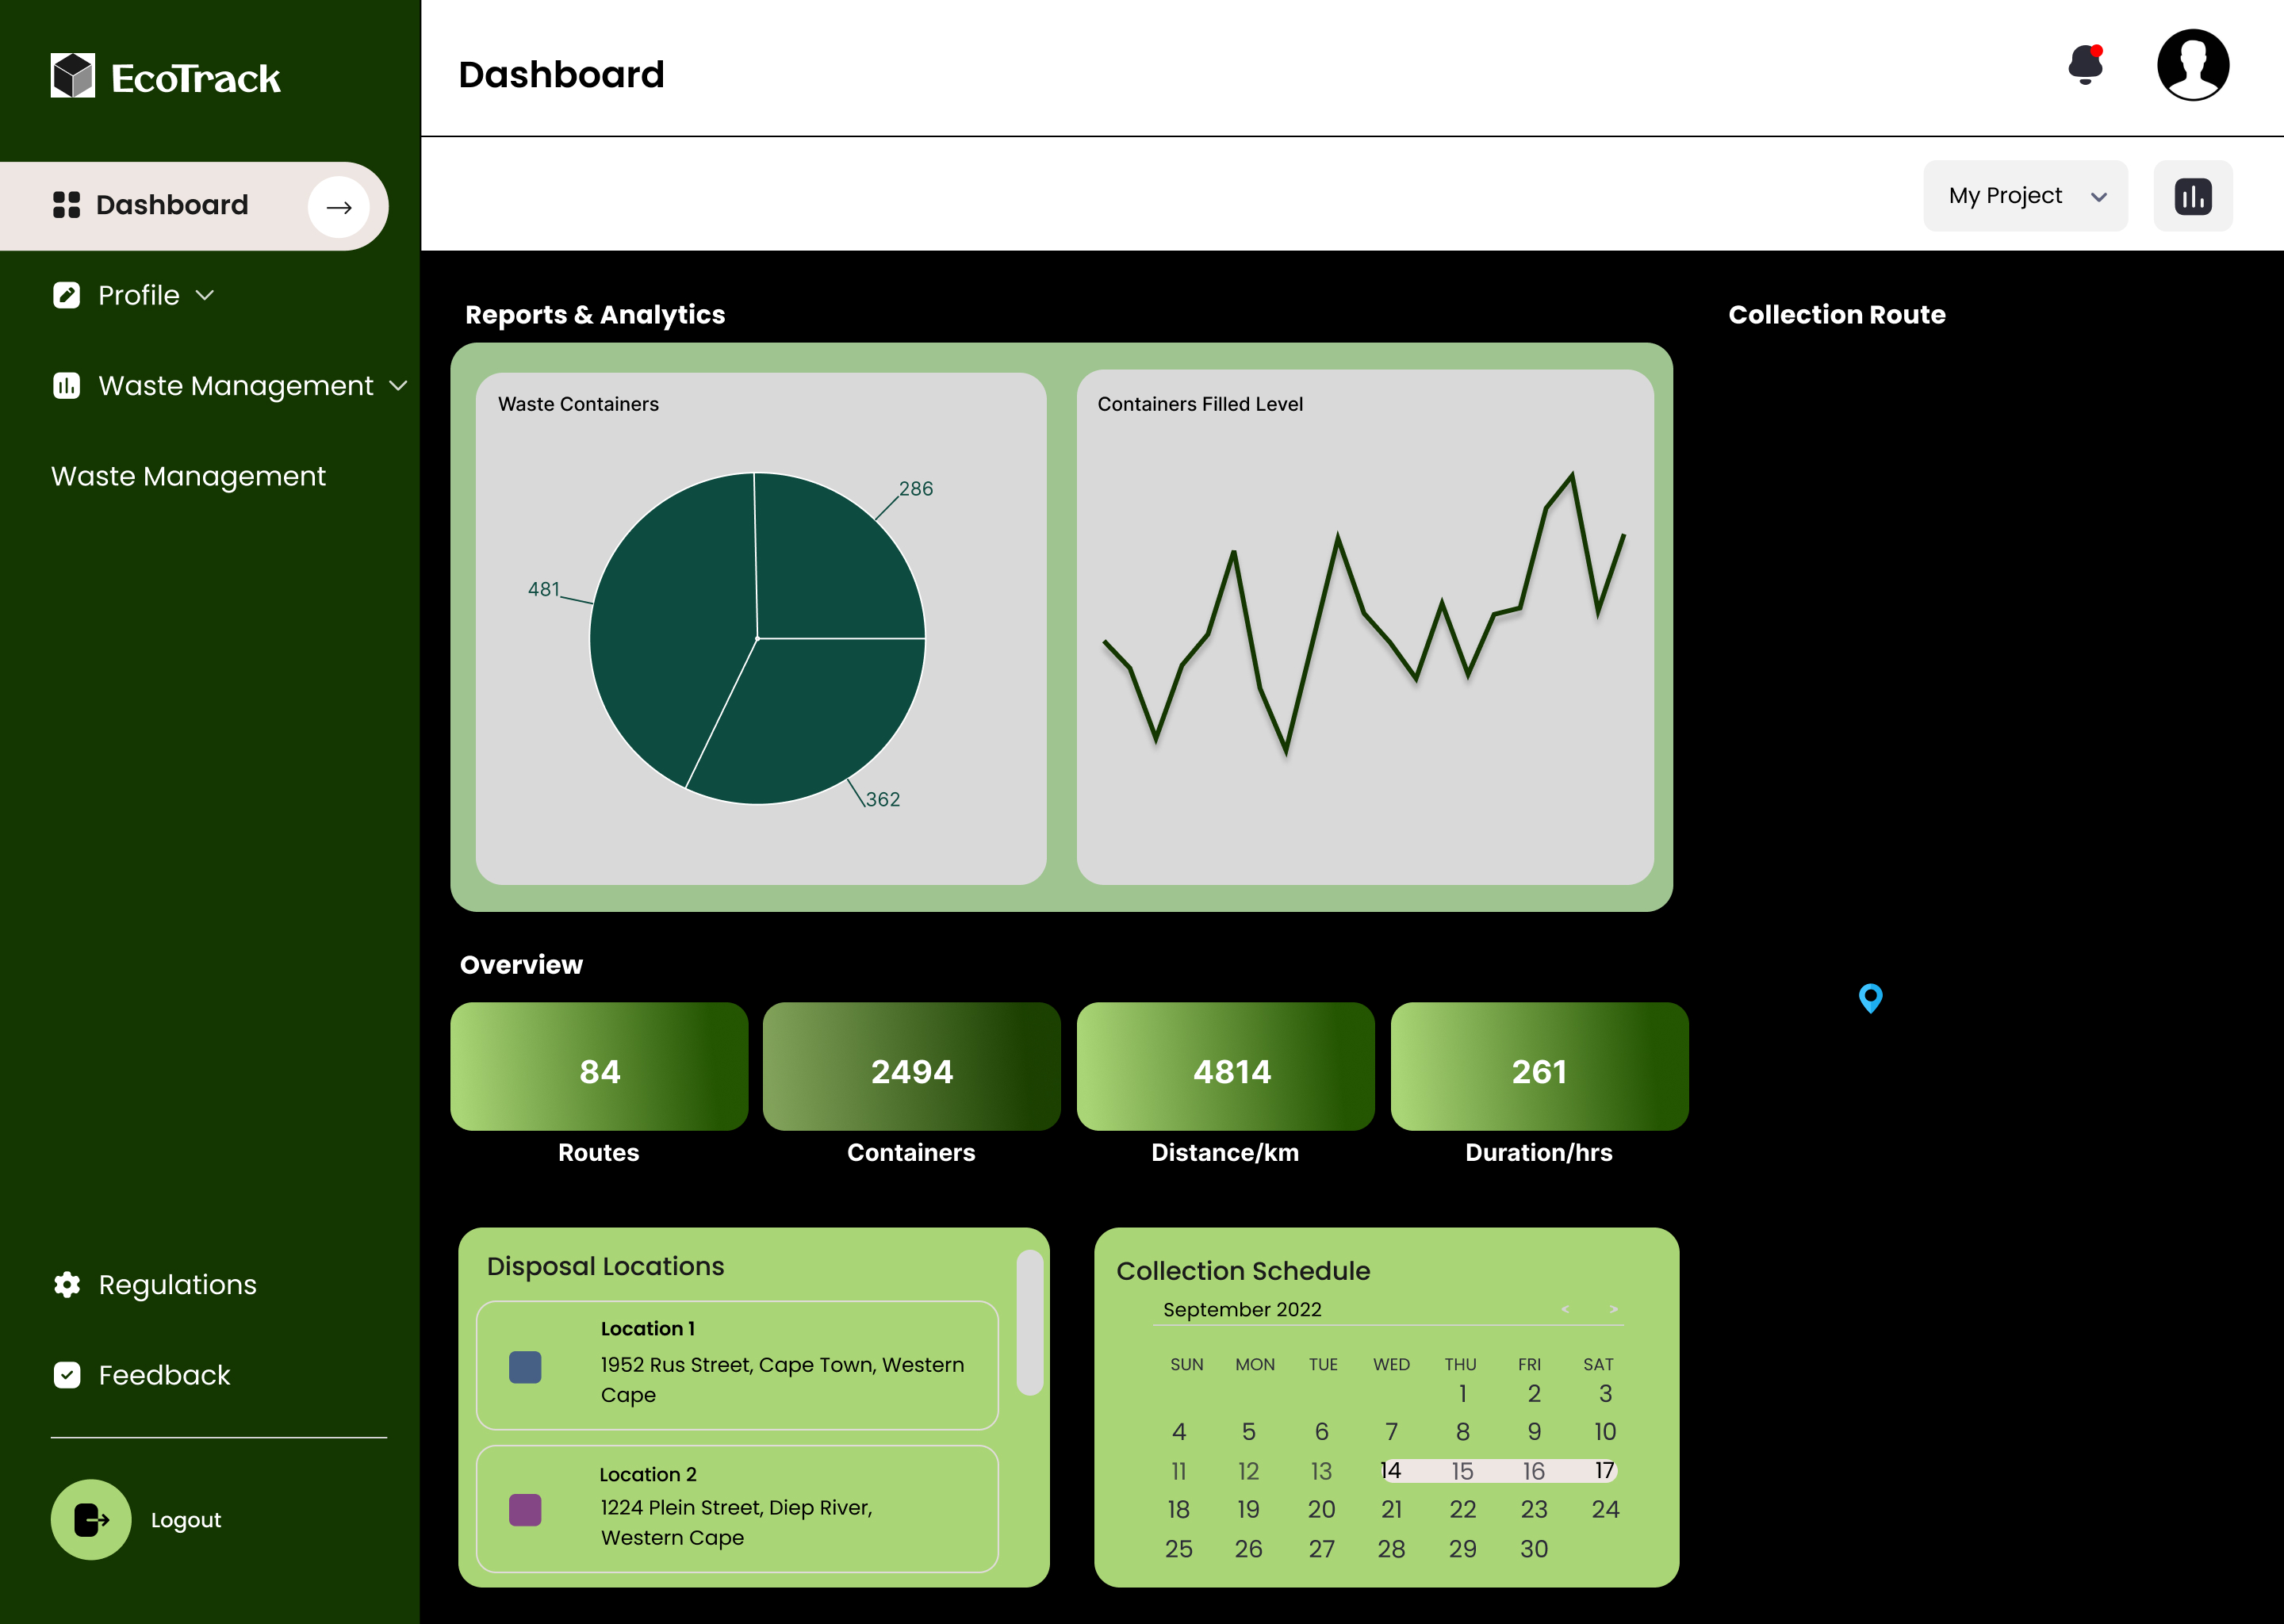 EcoTrack
Dashboard
Profile
Waste Management
Waste Management
Regulations
Feedback
Logout
Dashboard
My Project
Reports & Analytics
Collection Route
Waste Containers
286
481
362
Containers Filled Level
Overview
84
2494
4814
261
Routes
Containers
Distance/km
Duration/hrs
Disposal Locations
Location 1
1952 Rus Street, Cape Town, Western
Cape
Location 2
1224 Plein Street, Diep River,
Western Cape
Collection Schedule
September 2022 < >
SUN MON TUE WED THU FRI SAT
1 2 3
4 5 6 7 8 9 10
11 12 13 14 15 16 17
18 19 20 21 22 23 24
25 26 27 28 29 30